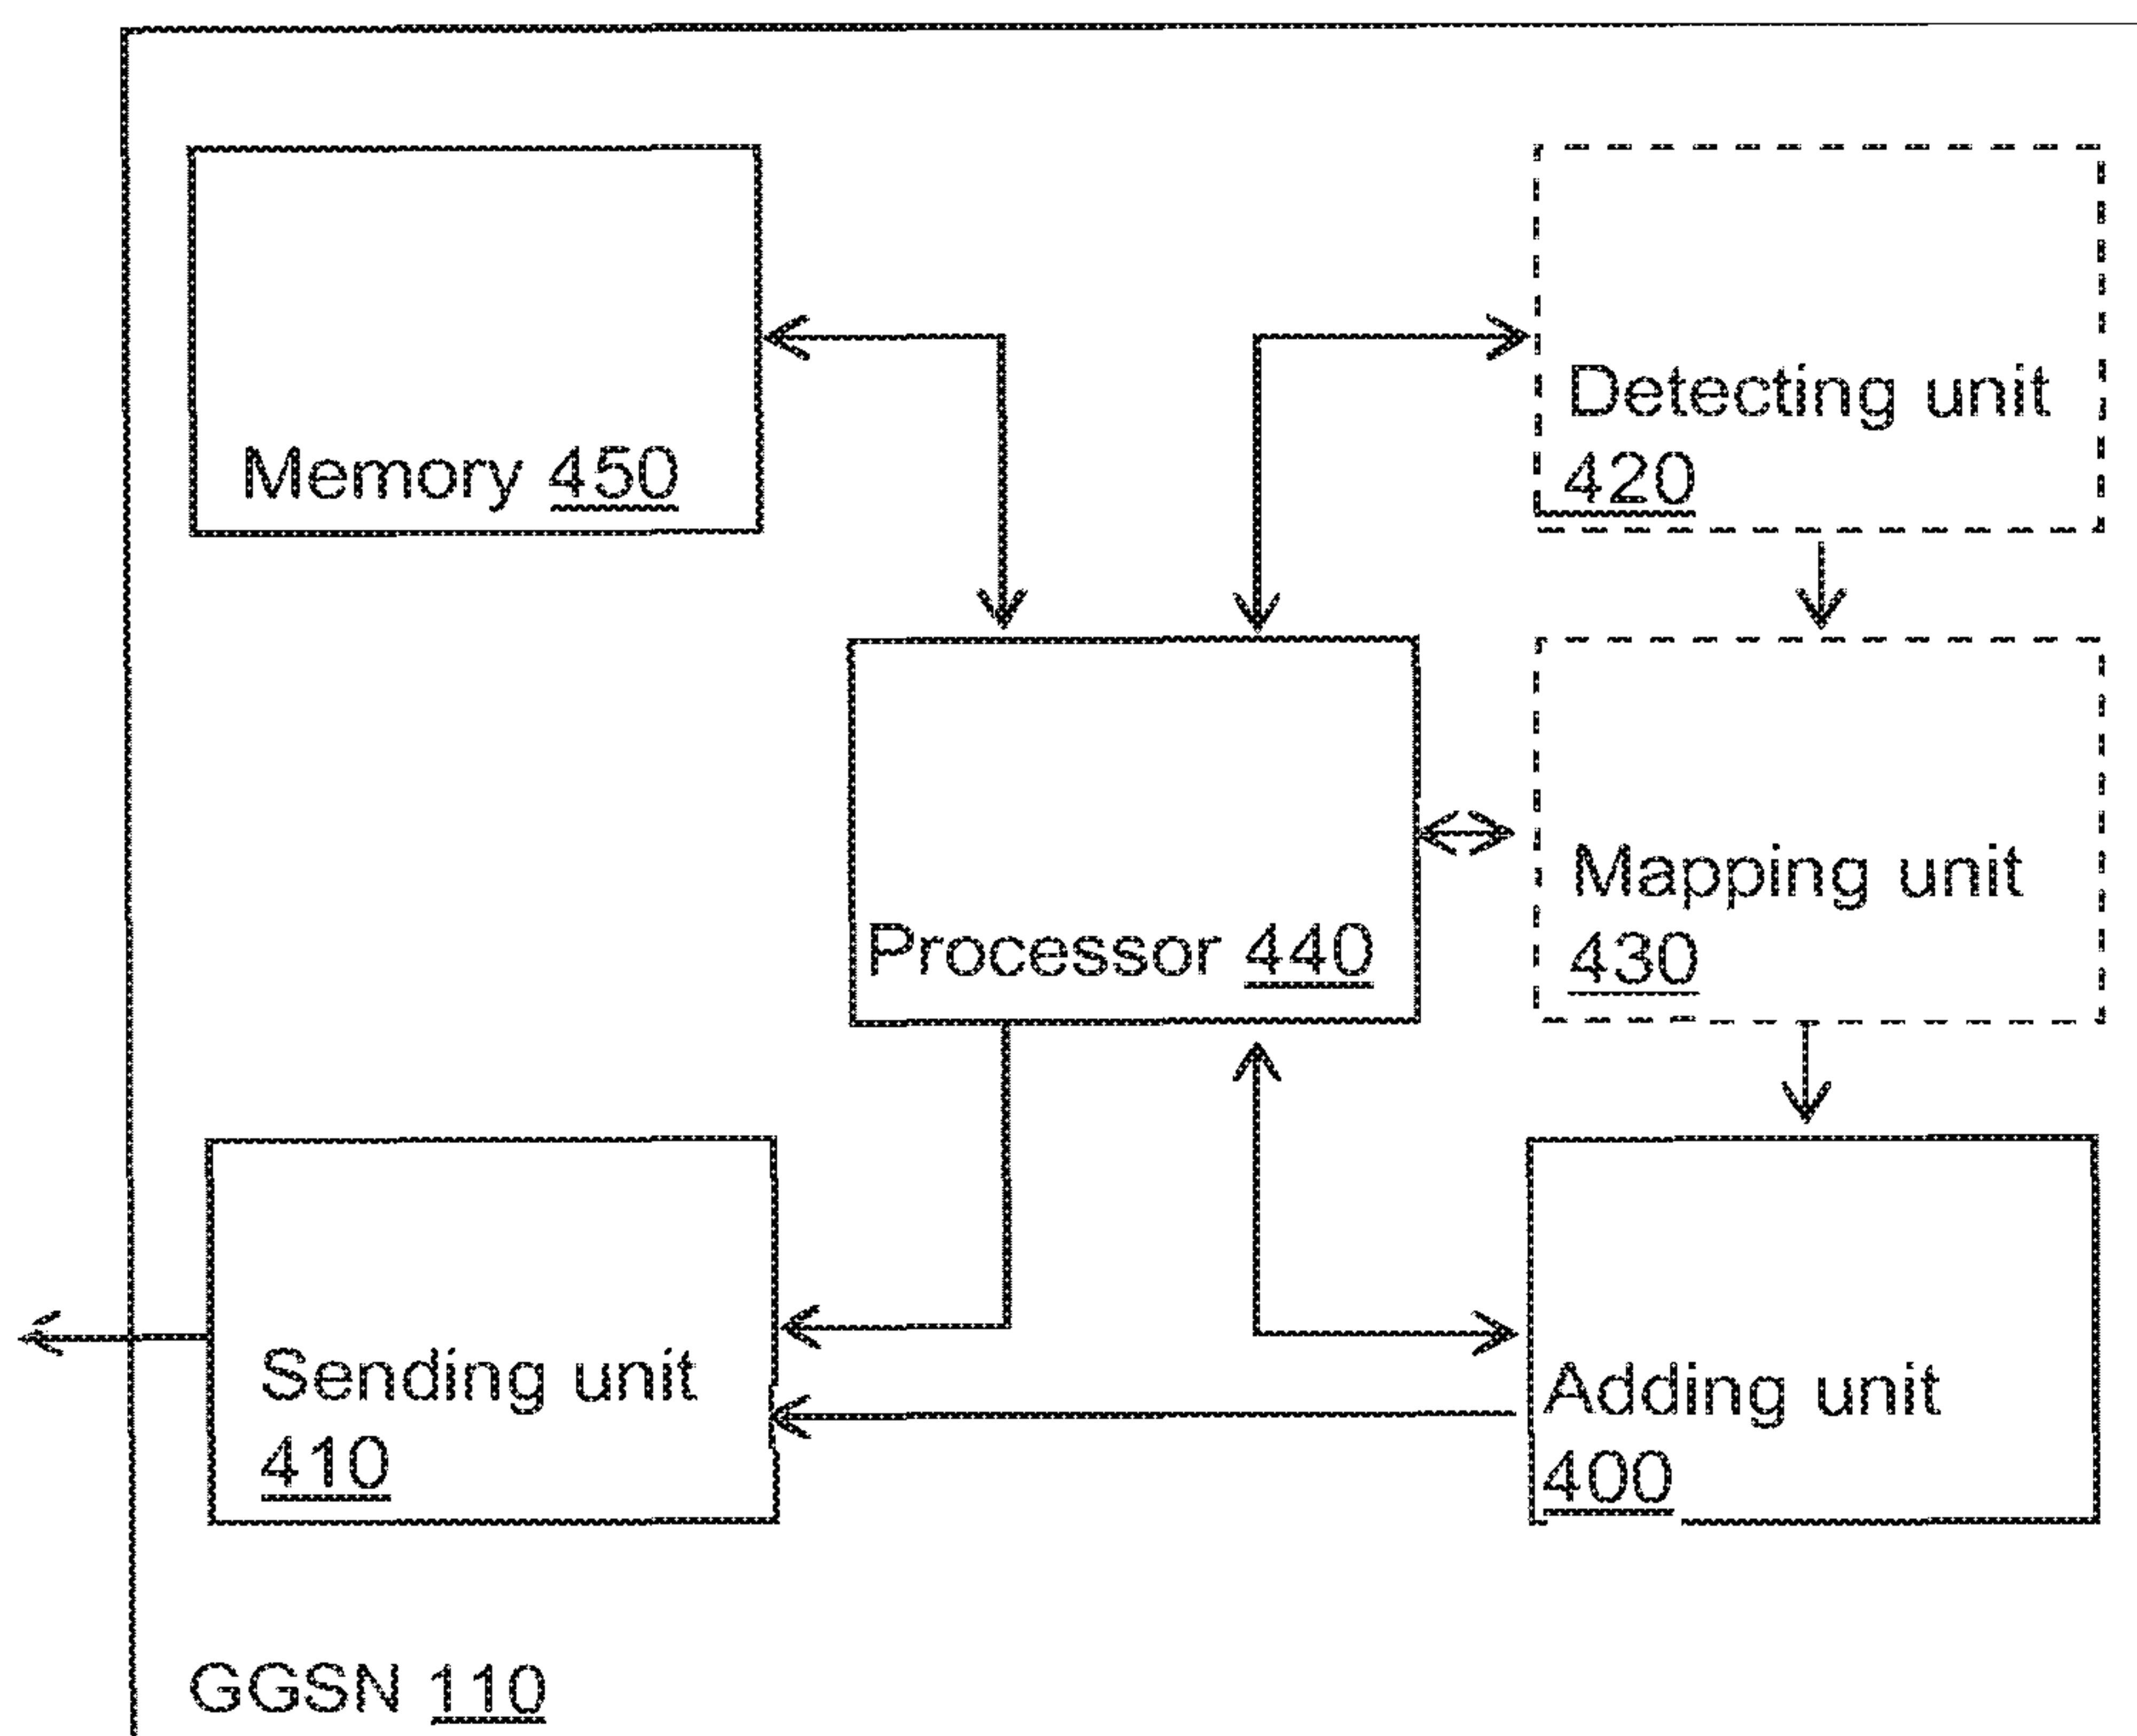 Memory 450
Detecting unit
420
Processor 440
Mapping unit
430
Sending unit
410
Adding unit
400
GGSN 110